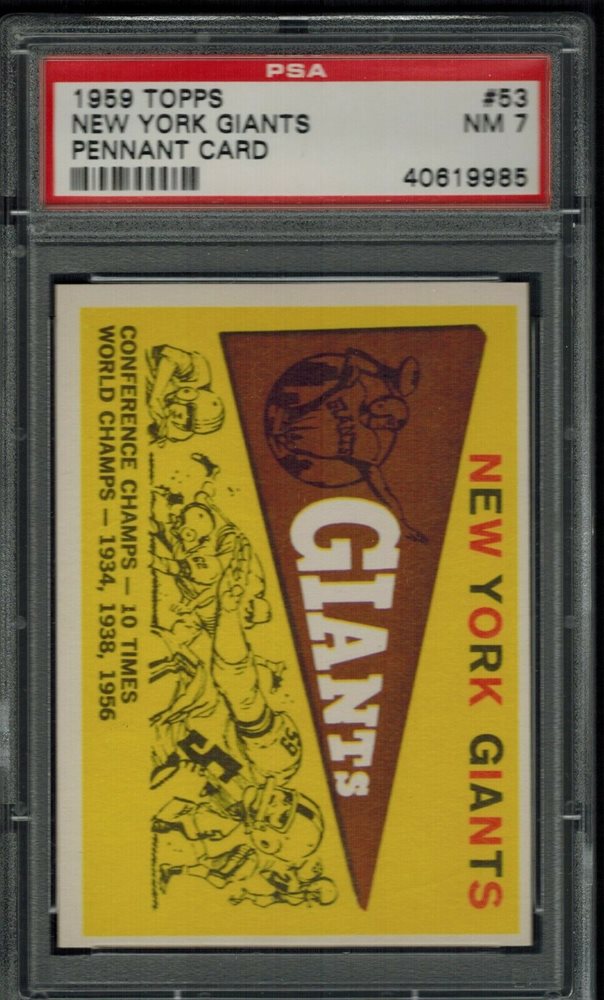 PSA
1959 TOPPS #53
NEW YORK GIANTS NM 7
PENNANT CARD
40619985
NEW YORK GIANTS
GIANTS
GIANTS
CONFERENCE CHAMPS — 10 TIMES
WORLD CHAMPS — 1934, 1938, 1956